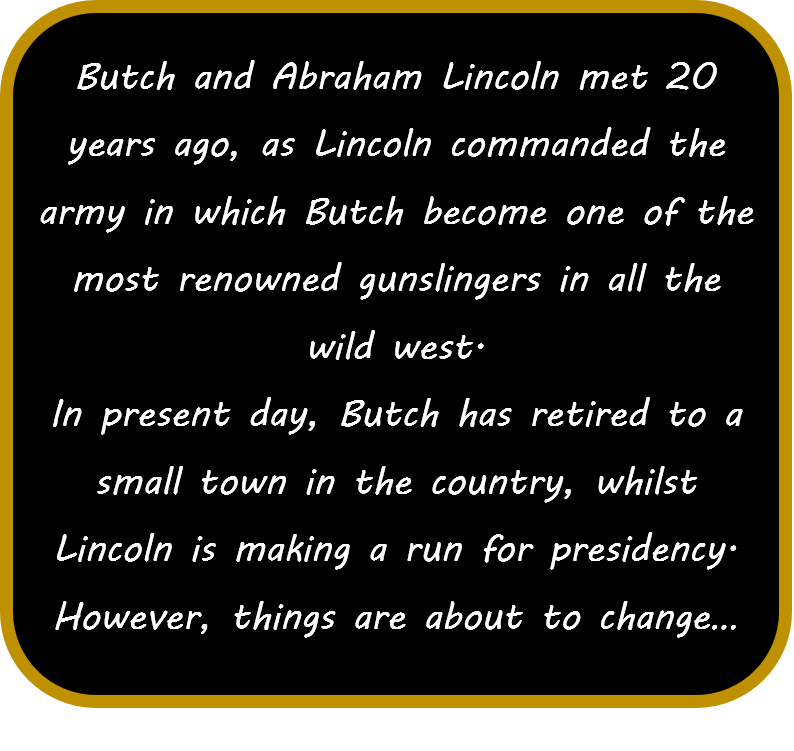 Butch and Abraham Lincoln met 20
years ago, as Lincoln commanded the
army in which Butch become one of the
most renowned gunslingers in all the
wild west.
In present day, Butch has retired to a
small town in the country, whilst
Lincoln is making a run for presidency.
However, things are about to change...